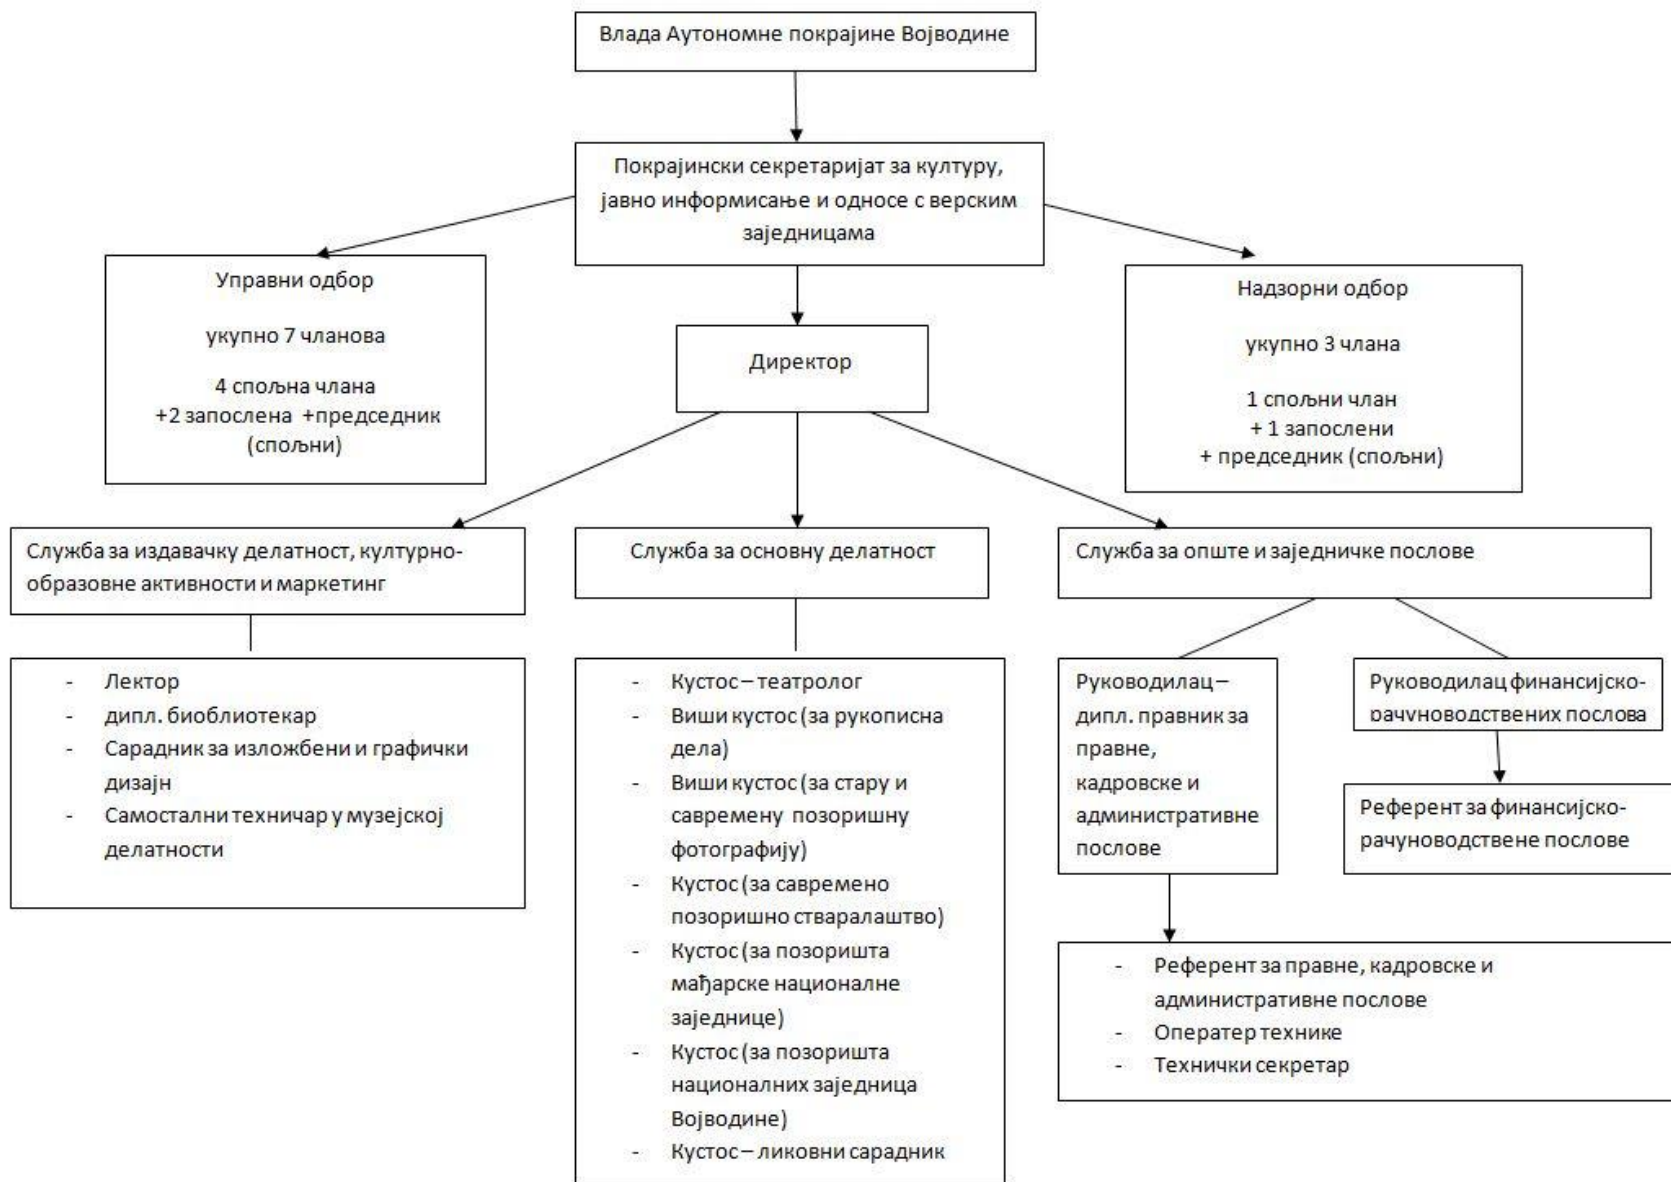 Влада Аутономне покрајине Војводине
Покрајински секретаријат за културу,
јавно информисање и односе с верским
заједницама
Управни одбор
укупно 7 чланова
4 спољна члана
+2 запослена +председник
(спољни)
Директор
Надзорни одбор
укупно 3 члана
1 спољни члан
+ 1 запослени
+ председник (спољни)
Служба за издавачку делатност, културно-
образовне активности и маркетинг
Служба за основну делатност
Служба за опште и заједничке послове
- Лектор
- дипл. биоблиотекар
- Сарадник за изложбени и графички
дизајн
- Самостални техничар у музејској
делатности
- Кустос – театролог
- Виши кустос (за рукописна
дела)
- Виши кустос (за стару и
савремену позоришну
фотографију)
- Кустос (за савремено
позоришно стваралаштво)
- Кустос (за позоришта
мађарске националне
заједнице)
- Кустос (за позоришта
националних заједница
Војводине)
- Кустос – ликовни сарадник
Руководилац –
дипл. правник за
правне,
кадровске и
административне
послове
Руководилац финансијско-
рачуноводствених послова
Референт за финансијско-
рачуноводствене послове
- Референт за правне, кадровске и
административне послове
- Оператер технике
- Технички секретар